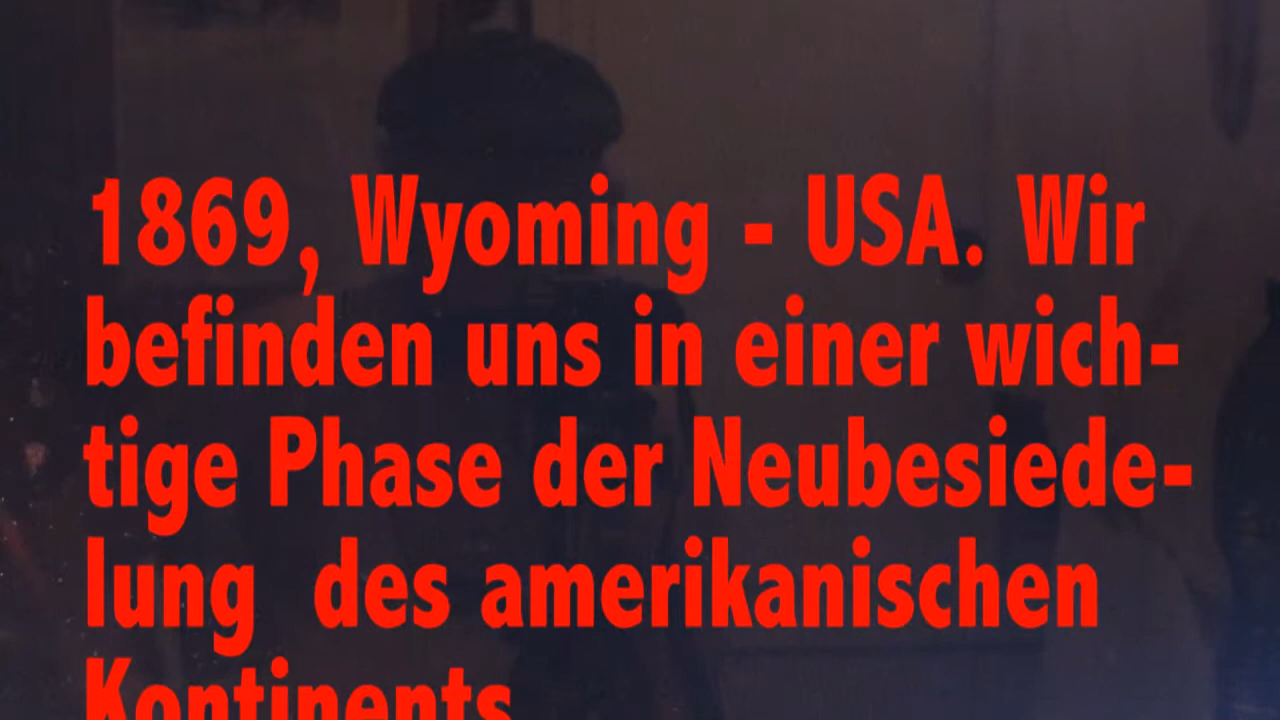 1869, Wyoming - USA. Wir
befinden uns in einer wich-
tige Phase der Neubesiede-
lung des amerikanischen
Kontinents